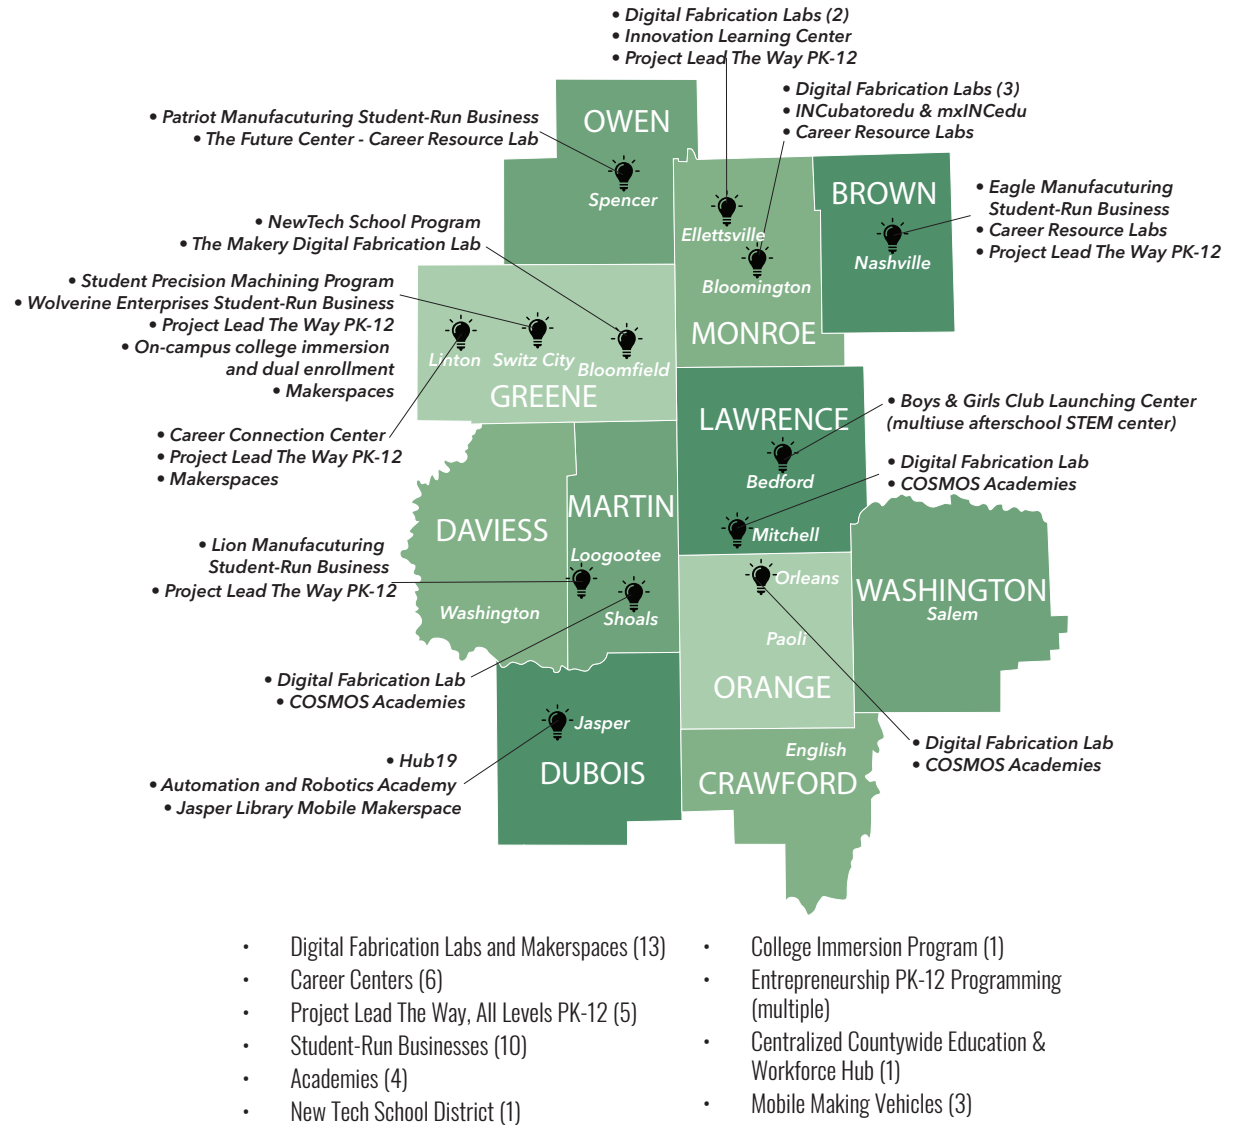 • Digital Fabrication Labs (2)
• Innovation Learning Center
• Project Lead The Way PK-12
• Digital Fabrication Labs (3)
• INCubatoredu & mxINCedu
• Career Resource Labs
• Patriot Manufacuturing Student-Run Business
• The Future Center - Career Resource Lab
OWEN
Spencer
BROWN
Nashville
• Eagle Manufacuturing
Student-Run Business
• Career Resource Labs
• Project Lead The Way PK-12
Ellettsville
Bloomington
MONROE
• NewTech School Program
• The Makery Digital Fabrication Lab
• Student Precision Machining Program
• Wolverine Enterprises Student-Run Business
• Project Lead The Way PK-12
• On-campus college immersion
and dual enrollment
• Makerspaces
Linton
Switz City
Bloomfield
GREENE
• Career Connection Center
• Project Lead The Way PK-12
• Makerspaces
LAWRENCE
Bedford
Mitchell
• Boys & Girls Club Launching Center
(multiuse afterschool STEM center)
• Digital Fabrication Lab
• COSMOS Academies
DAVIESS
Washington
MARTIN
Loogootee
Shoals
• Lion Manufacuturing
Student-Run Business
• Project Lead The Way PK-12
Orleans
Paoli
ORANGE
WASHINGTON
Salem
• Digital Fabrication Lab
• COSMOS Academies
Jasper
DUBOIS
• Hub19
• Automation and Robotics Academy
• Jasper Library Mobile Makerspace
English
CRAWFORD
• Digital Fabrication Lab
• COSMOS Academies
• Digital Fabrication Labs and Makerspaces (13)
• Career Centers (6)
• Project Lead The Way, All Levels PK-12 (5)
• Student-Run Businesses (10)
• Academies (4)
• New Tech School District (1)
• College Immersion Program (1)
• Entrepreneurship PK-12 Programming
(multiple)
• Centralized Countywide Education &
Workforce Hub (1)
• Mobile Making Vehicles (3)